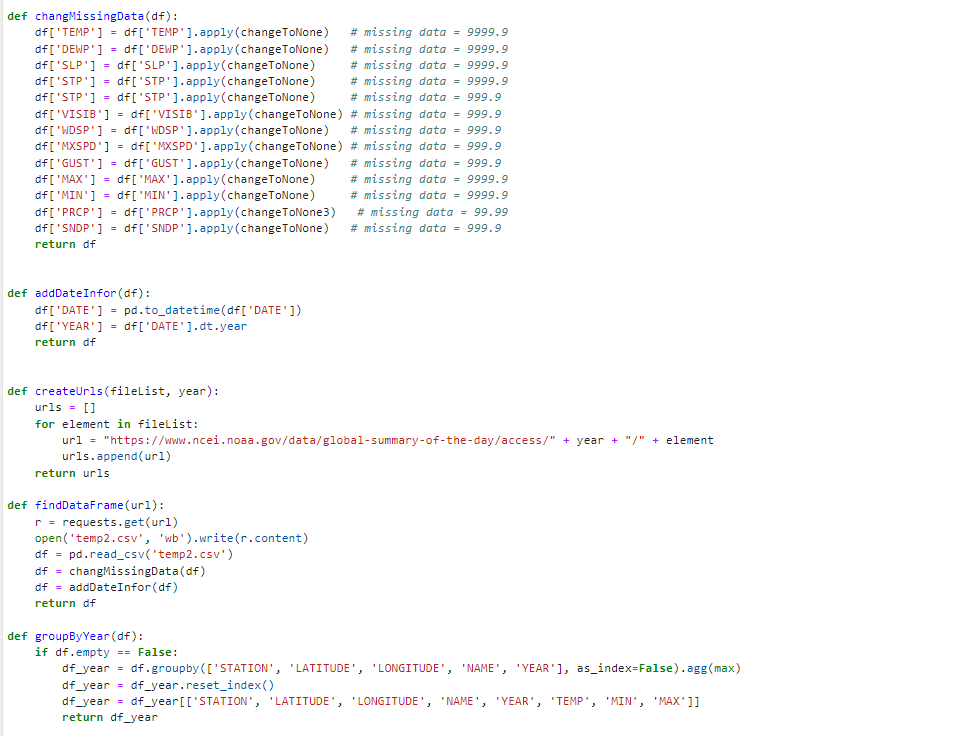 def changMissingData(df):
    df['TEMP'] = df['TEMP'].apply(changeToNone)   # missing data = 9999.9
    df['DEWP'] = df['DEWP'].apply(changeToNone)   # missing data = 9999.9
    df['SLP'] = df['SLP'].apply(changeToNone)     # missing data = 9999.9
    df['STP'] = df['STP'].apply(changeToNone)     # missing data = 9999.9
    df['STP'] = df['STP'].apply(changeToNone)     # missing data = 999.9
    df['VISIB'] = df['VISIB'].apply(changeToNone) # missing data = 999.9
    df['WDSP'] = df['WDSP'].apply(changeToNone)   # missing data = 999.9
    df['MXSPD'] = df['MXSPD'].apply(changeToNone) # missing data = 999.9
    df['GUST'] = df['GUST'].apply(changeToNone)   # missing data = 999.9
    df['MAX'] = df['MAX'].apply(changeToNone)     # missing data = 9999.9
    df['MIN'] = df['MIN'].apply(changeToNone)     # missing data = 9999.9
    df['PRCP'] = df['PRCP'].apply(changeToNone3)   # missing data = 99.99
    df['SNDP'] = df['SNDP'].apply(changeToNone)   # missing data = 999.9
    return df
def addDateInfor(df):
    df['DATE'] = pd.to_datetime(df['DATE'])
    df['YEAR'] = df['DATE'].dt.year
    return df
def createUrls(fileList, year):
    urls = []
    for element in fileList:
        url = "https://www.ncei.noaa.gov/data/global-summary-of-the-day/access/" + year + "/" + element
        urls.append(url)
    return urls
def findDataFrame(url):
    r = requests.get(url)
    open('temp2.csv', 'wb').write(r.content)
    df = pd.read_csv('temp2.csv')
    df = changMissingData(df)
    df = addDateInfor(df)
    return df
def groupByYear(df):
    if df.empty == False:
        df_year = df.groupby(['STATION', 'LATITUDE', 'LONGITUDE', 'NAME', 'YEAR'], as_index=False).agg(max)
        df_year = df_year.reset_index()
        df_year = df_year[['STATION', 'LATITUDE', 'LONGITUDE', 'NAME', 'YEAR', 'TEMP', 'MIN', 'MAX']]
        return df_year